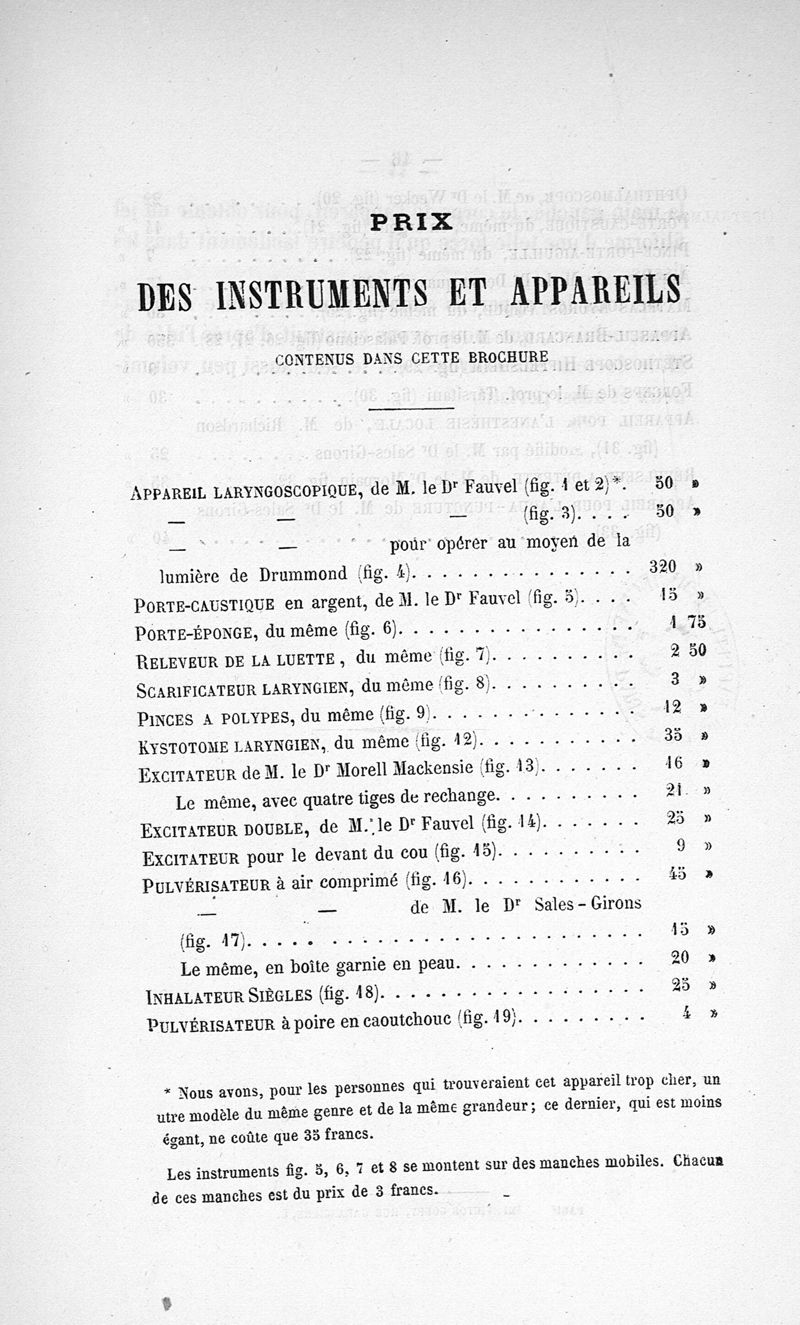 PRIX
DES INSTRUMENTS ET APPAREILS
CONTENUS DANS CETTE BROCHURE
APPAREIL LARYNGOSCOPIQUE, de M. le Dr Fauvel (fig. 1 et 2)*. 50 »
— — — (fig. 3). . . . 50 »
— — pour opérer au moyen de la
lumière de Drummond (fig. 4). . . . . . . . . . . . . . . 320 »
PORTE-CAUSTIQUE en argent, de M. le Dr Fauvel (fig. 5). . . . 15 »
PORTE-ÉPONGE, du même (fig. 6). . . . . . . . . . . . . . . . 1 75
RELEVEUR DE LA LUETTE, du même (fig. 7). . . . . . . . . . 2 50
SCARIFICATEUR LARYNGIEN, du même (fig. 8). . . . . . . . . . 3 »
PINCES A POLYPES, du même (fig. 9). . . . . . . . . . . . . . 12 »
KYSTOTOME LARYNGIEN, du même (fig. 12). . . . . . . . . . . 35 »
EXCITATEUR de M. le Dr Morell Mackensie (fig. 13). . . . . . . 16 »
Le même, avec quatre tiges de rechange. . . . . . . . . . 21 »
EXCITATEUR DOUBLE, de M. le Dr Fauvel (fig. 14). . . . . . . 25 »
EXCITATEUR pour le devant du cou (fig. 15). . . . . . . . . . 9 »
PULVÉRISATEUR à air comprimé (fig. 16). . . . . . . . . . . . 45 »
— — de M. le Dr Sales-Girons
(fig. 17). . . . . . . . . . . . . . . . . . . . . . . . . . 15 »
Le même, en boîte garnie en peau. . . . . . . . . . . . . 20 »
INHALATEUR SIÈGLES (fig. 18). . . . . . . . . . . . . . . . . . 25 »
PULVÉRISATEUR à poire en caoutchouc (fig. 19). . . . . . . . . 4 »
* Nous avons, pour les personnes qui trouveraient cet appareil trop cher, un
utre modèle du même genre et de la même grandeur; ce dernier, qui est moins
égant, ne coûte que 35 francs.
Les instruments fig. 5, 6, 7 et 8 se montent sur des manches mobiles. Chacun
de ces manches est du prix de 3 francs.